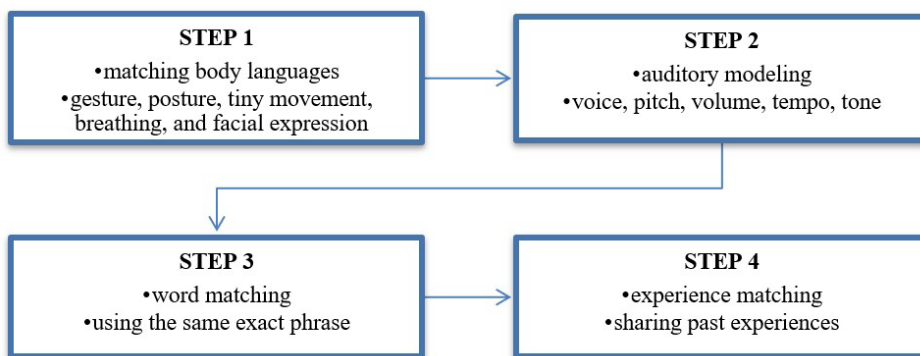 STEP 1
•matching body languages
•gesture, posture, tiny movement,
breathing, and facial expression
STEP 2
•auditory modeling
•voice, pitch, volume, tempo, tone
STEP 3
•word matching
•using the same exact phrase
STEP 4
•experience matching
•sharing past experiences